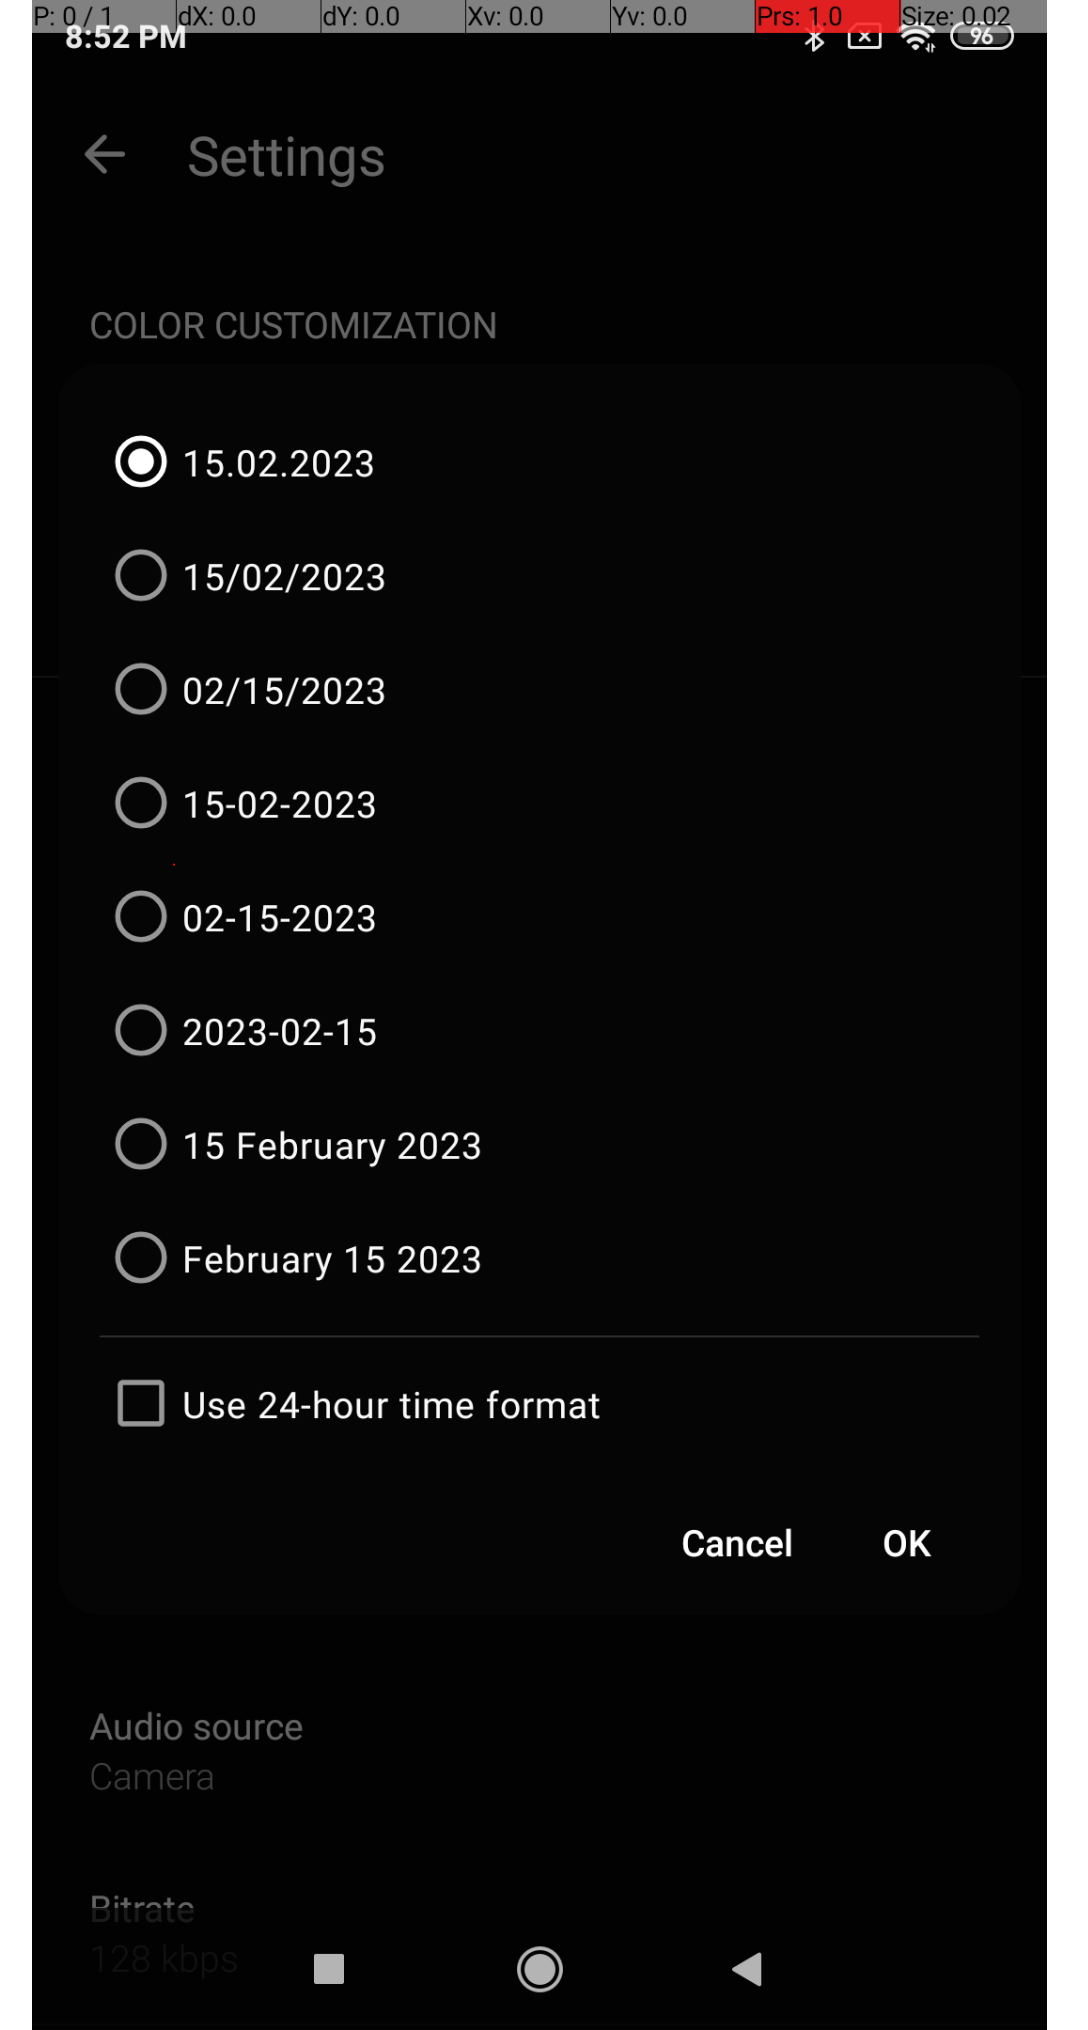 P: 0 / 1 dX: 0.0 dY: 0.0 Xv: 0.0 Yv: 0.0 Prs: 1.0 Size: 0.02
8:52 PM 96
Settings
COLOR CUSTOMIZATION
15.02.2023
15/02/2023
02/15/2023
15-02-2023
02-15-2023
2023-02-15
15 February 2023
February 15 2023
Use 24-hour time format
Cancel OK
Audio source
Camera
Bitrate
128 kbps